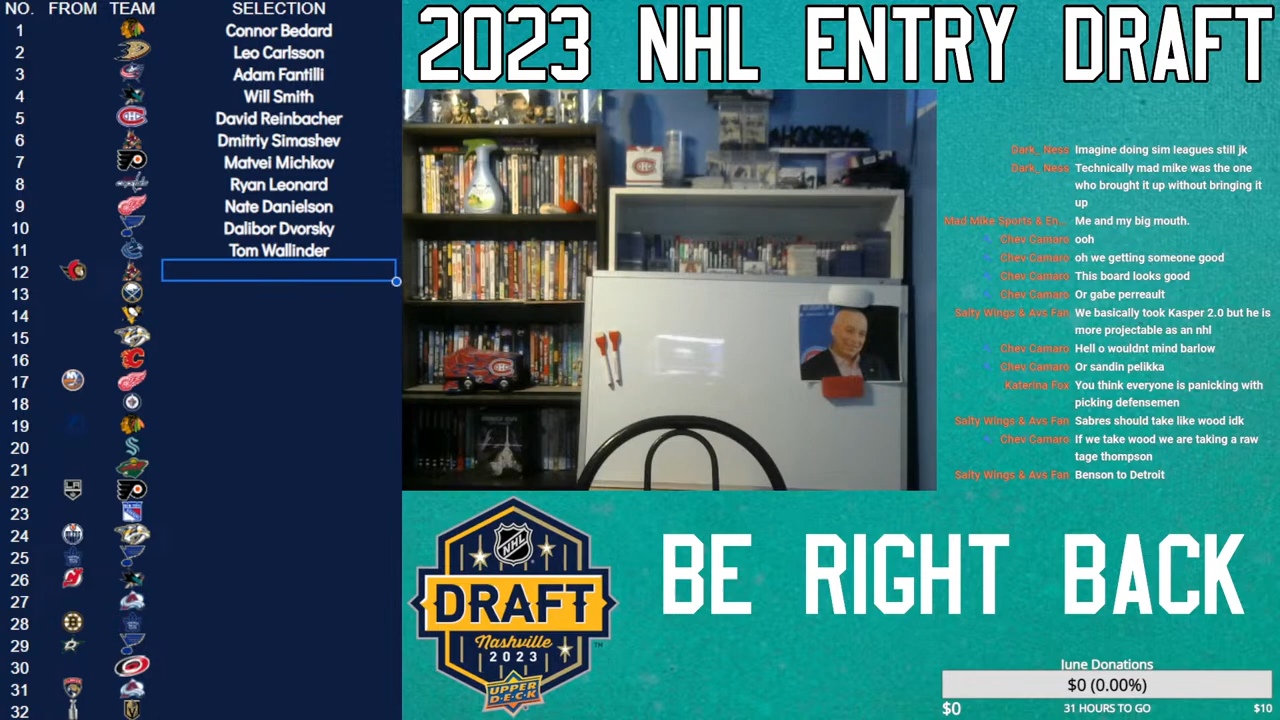 NO. FROM TEAM SELECTION
1 Connor Bedard
2 Leo Carlsson
3 Adam Fantilli
4 Will Smith
5 David Reinbacher
6 Dmitriy Simashev
7 Matvei Michkov
8 Ryan Leonard
9 Nate Danielson
10 Dalibor Dvorsky
11 Tom Wallinder
12
13
14
15
16
17
18
19
20
21
22
23
24
25
26
27
28
29
30
31
32
2023 NHL ENTRY DRAFT
Dark_Ness Imagine doing sim leagues still jk
Dark_Ness Technically mad mike was the one
who brought it up without bringing it
up
Mad Mike Sports & En... Me and my big mouth.
Chev Camaro ooh
Chev Camaro oh we getting someone good
Chev Camaro This board looks good
Chev Camaro Or gabe perreault
Salty Wings & Avs Fan We basically took Kasper 2.0 but he is
more projectable as an nhl
Chev Camaro Hell o wouldnt mind barlow
Chev Camaro Or sandin pelikka
Katerina Fox You think everyone is panicking with
picking defensemen
Salty Wings & Avs Fan Sabres should take like wood idk
Chev Camaro If we take wood we are taking a raw
tage thompson
Salty Wings & Avs Fan Benson to Detroit
NHL
DRAFT
Nashville
2023
UPPER DECK
BE RIGHT BACK
June Donations
$0 (0.00%)
$0 31 HOURS TO GO $10